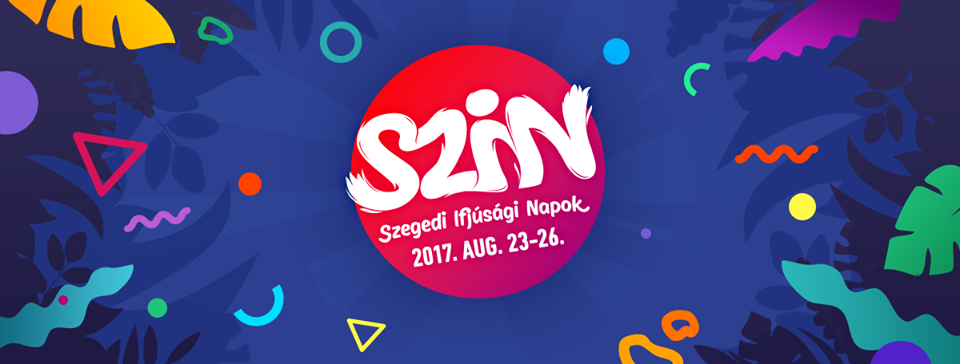 SZIN
Szegedi Ifjúsági Napok
2017. AUG. 23-26.